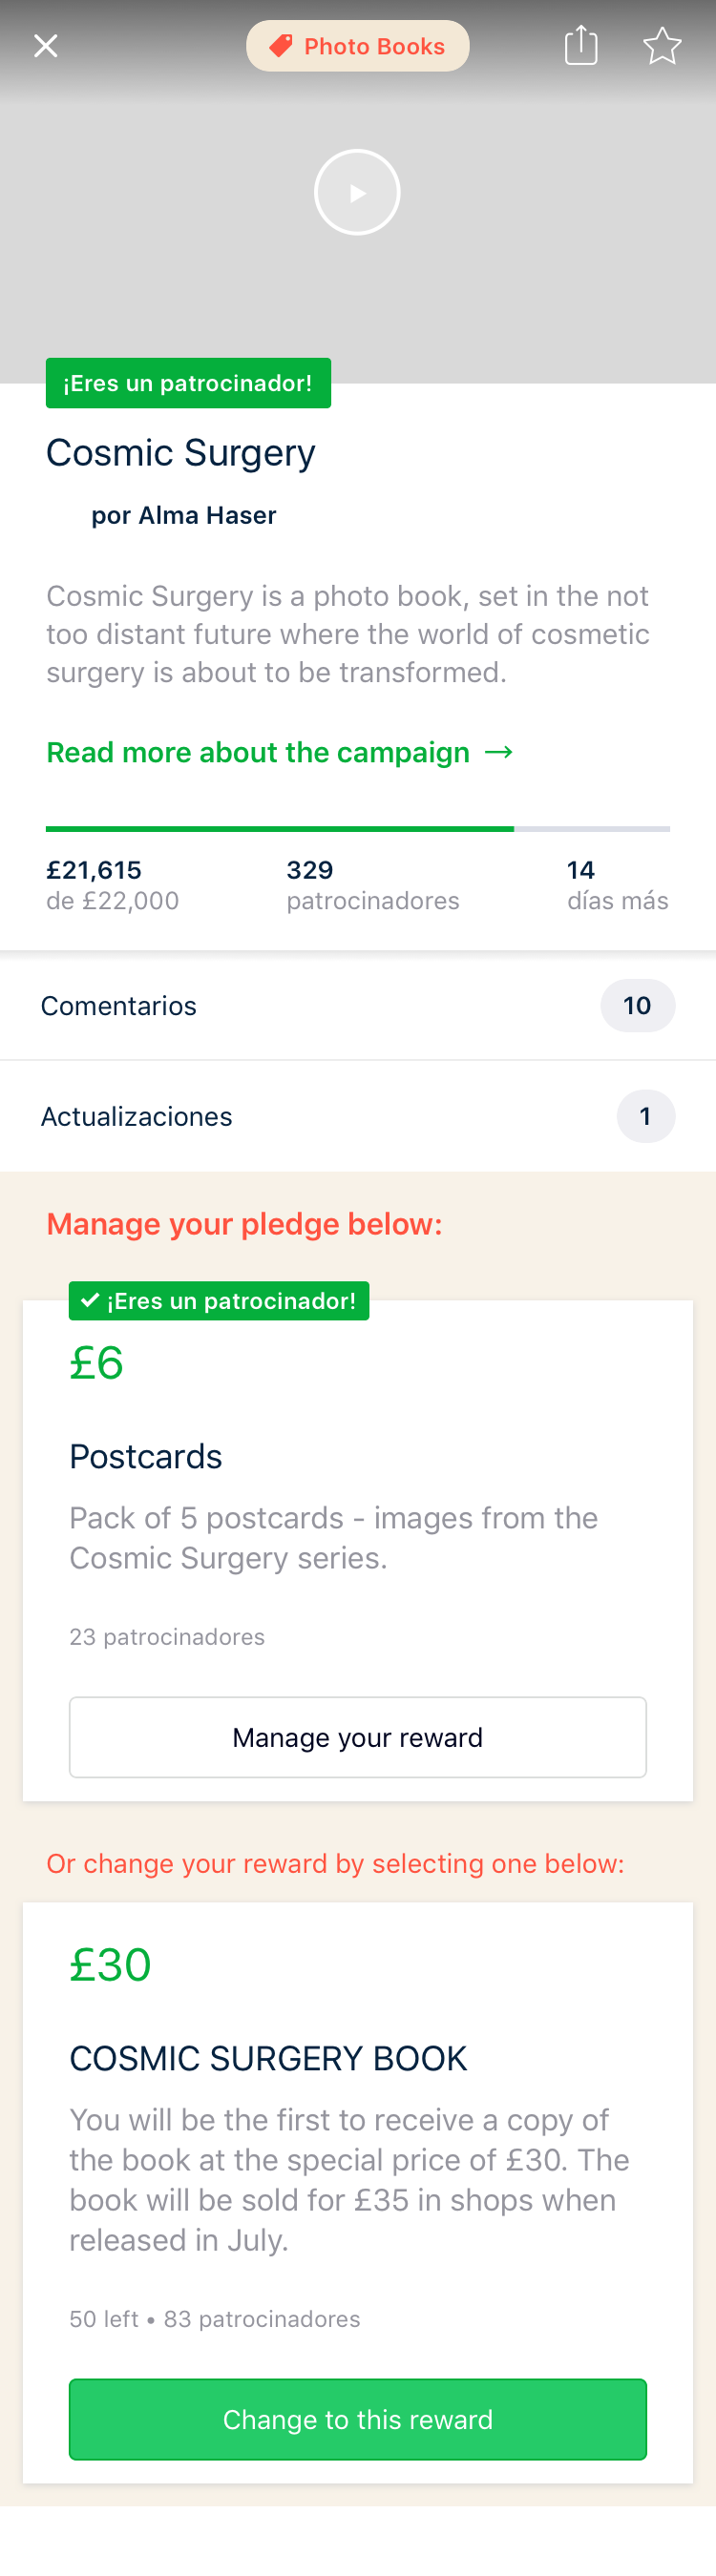 Photo Books
¡Eres un patrocinador!
Cosmic Surgery
por Alma Haser
Cosmic Surgery is a photo book, set in the not
too distant future where the world of cosmetic
surgery is about to be transformed.
Read more about the campaign →
£21,615
de £22,000
329
patrocinadores
14
días más
Comentarios
10
Actualizaciones
1
Manage your pledge below:
¡Eres un patrocinador!
£6
Postcards
Pack of 5 postcards - images from the
Cosmic Surgery series.
23 patrocinadores
Manage your reward
Or change your reward by selecting one below:
£30
COSMIC SURGERY BOOK
You will be the first to receive a copy of
the book at the special price of £30. The
book will be sold for £35 in shops when
released in July.
50 left • 83 patrocinadores
Change to this reward